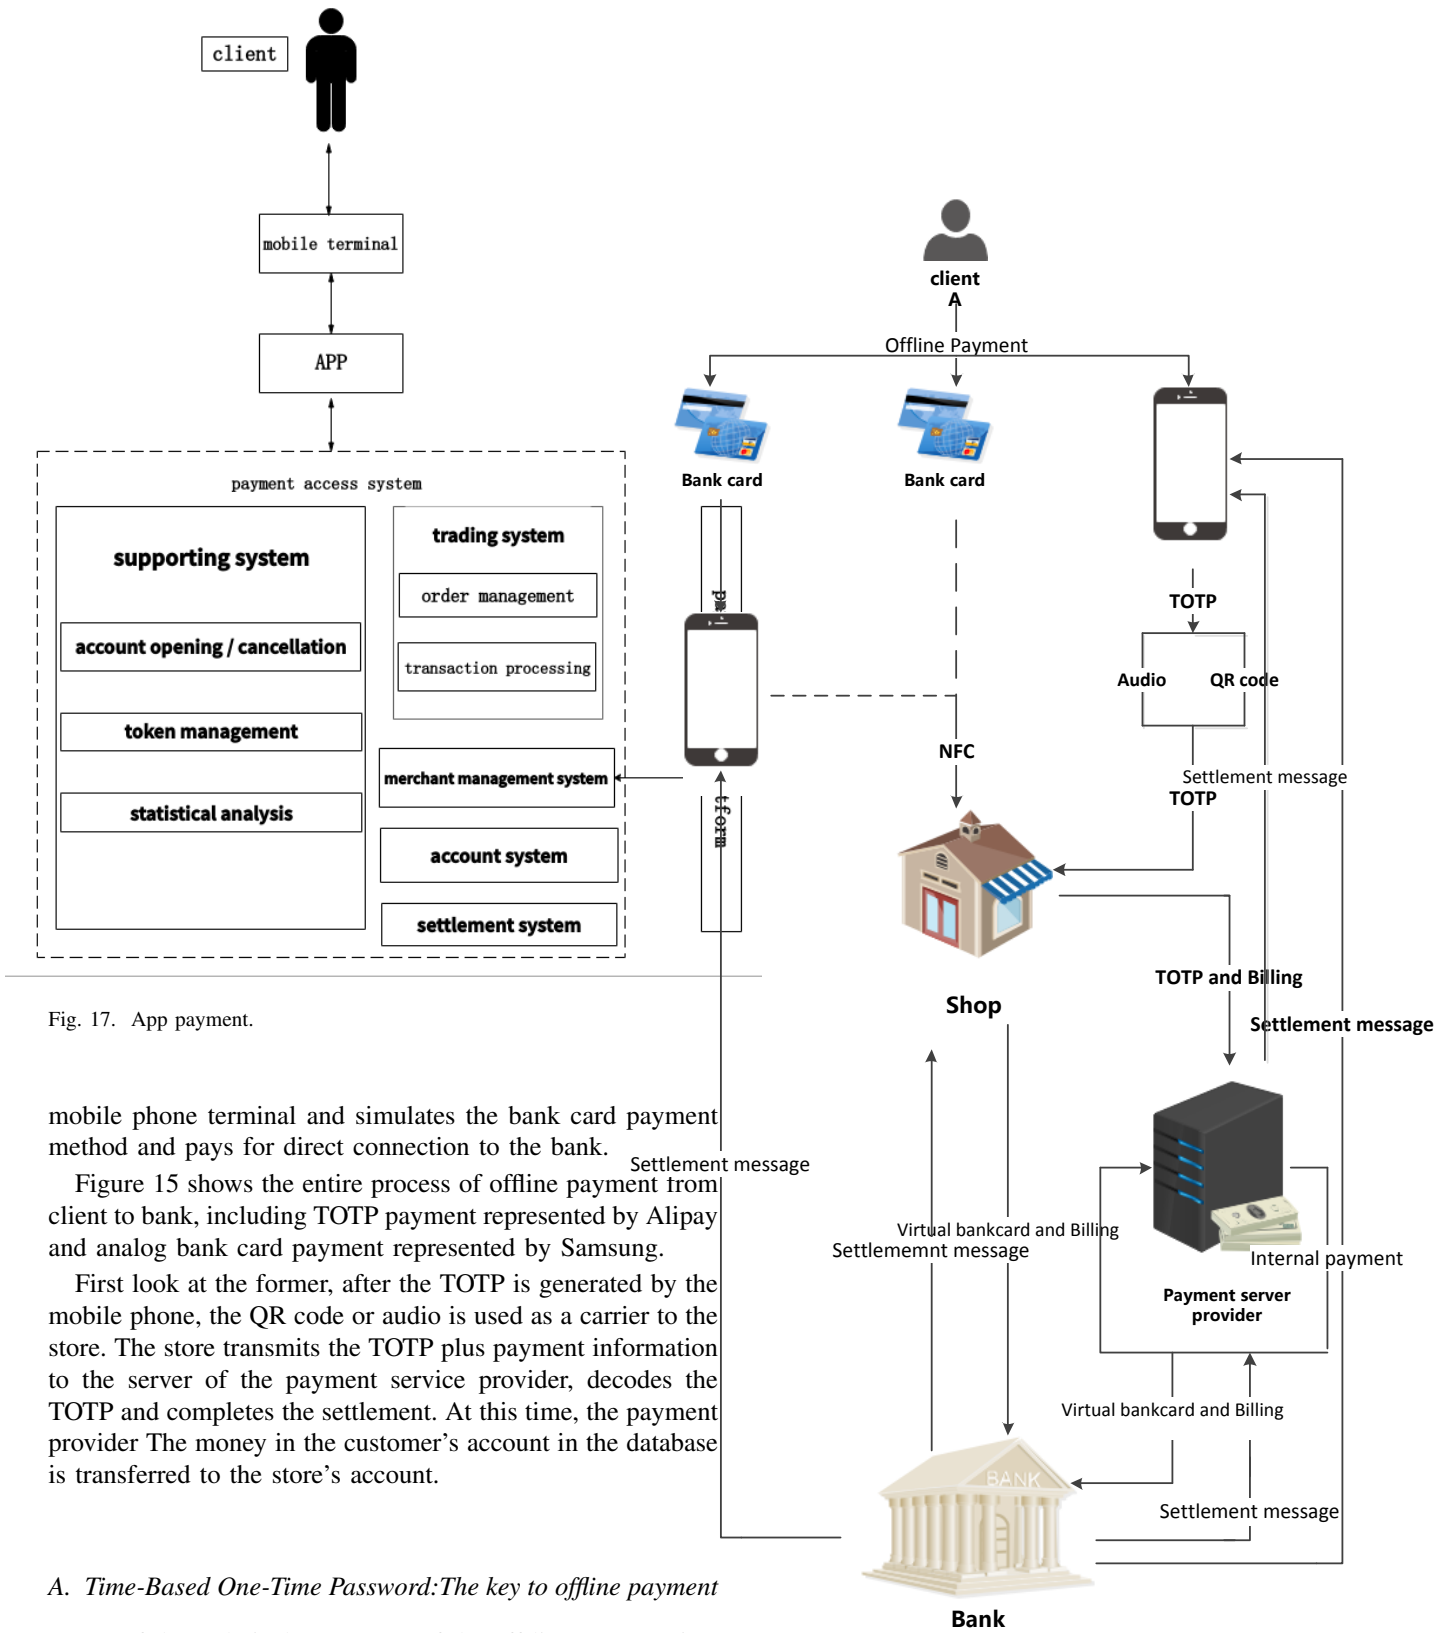 client
mobile terminal
APP
payment access system
supporting system
account opening / cancellation
token management
statistical analysis
trading system
order management
transaction processing
merchant management system
account system
settlement system
Fig. 17. App payment.
mobile phone terminal and simulates the bank card payment
method and pays for direct connection to the bank.
Figure 15 shows the entire process of offline payment from
client to bank, including TOTP payment represented by Alipay
and analog bank card payment represented by Samsung.
First look at the former, after the TOTP is generated by the
mobile phone, the QR code or audio is used as a carrier to the
store. The store transmits the TOTP plus payment information
to the server of the payment service provider, decodes the
TOTP and completes the settlement. At this time, the payment
provider The money in the customer's account in the database
is transferred to the store's account.
A. Time-Based One-Time Password:The key to offline payment
client
A
Offline Payment
Bank card
Bank card
pa
tform
TOTP
Audio
QR code
NFC
Settlement message
TOTP
Shop
TOTP and Billing
Settlement message
Settlement message
Virtual bankcard and Billing
Settlememnt message
Internal payment
Payment server
provider
Virtual bankcard and Billing
BANK
Settlement message
Bank